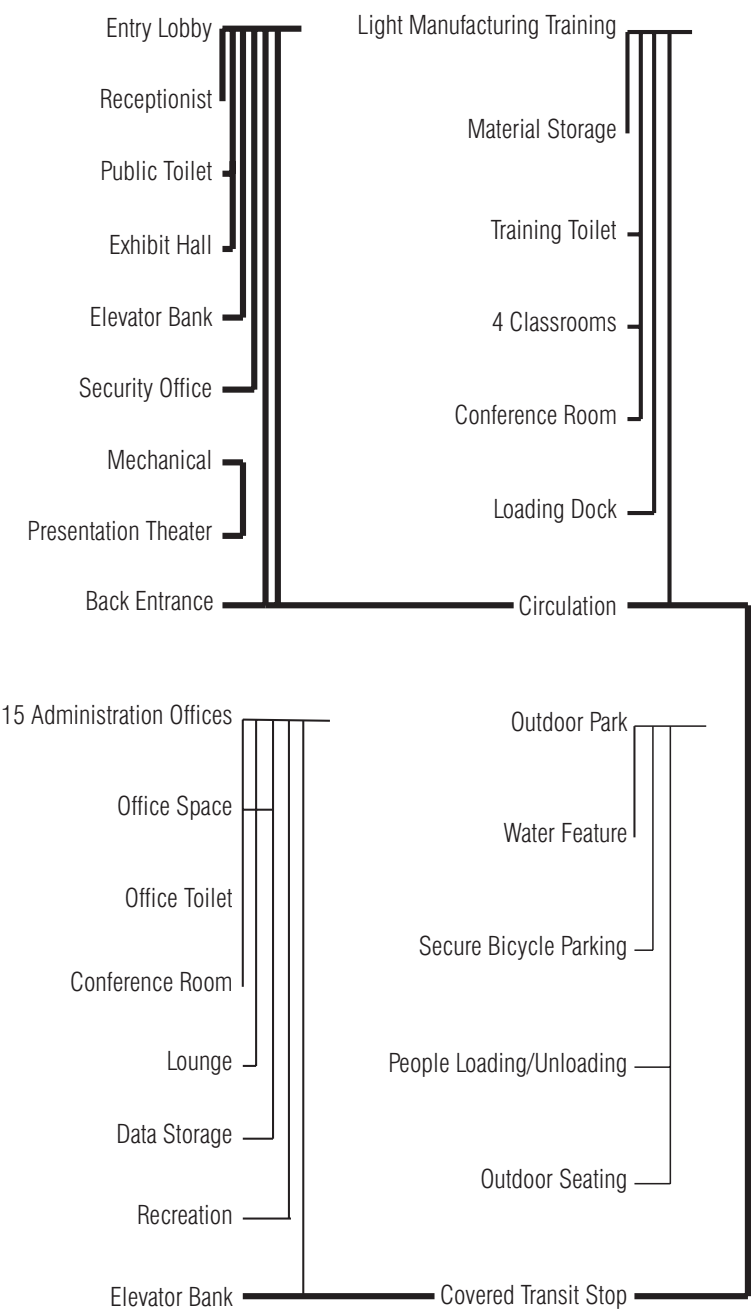 Entry Lobby
Receptionist
Public Toilet
Exhibit Hall
Elevator Bank
Security Office
Mechanical
Presentation Theater
Back Entrance
Light Manufacturing Training
Material Storage
Training Toilet
4 Classrooms
Conference Room
Loading Dock
Circulation
15 Administration Offices
Office Space
Office Toilet
Conference Room
Lounge
Data Storage
Recreation
Elevator Bank
Outdoor Park
Water Feature
Secure Bicycle Parking
People Loading/Unloading
Outdoor Seating
Covered Transit Stop